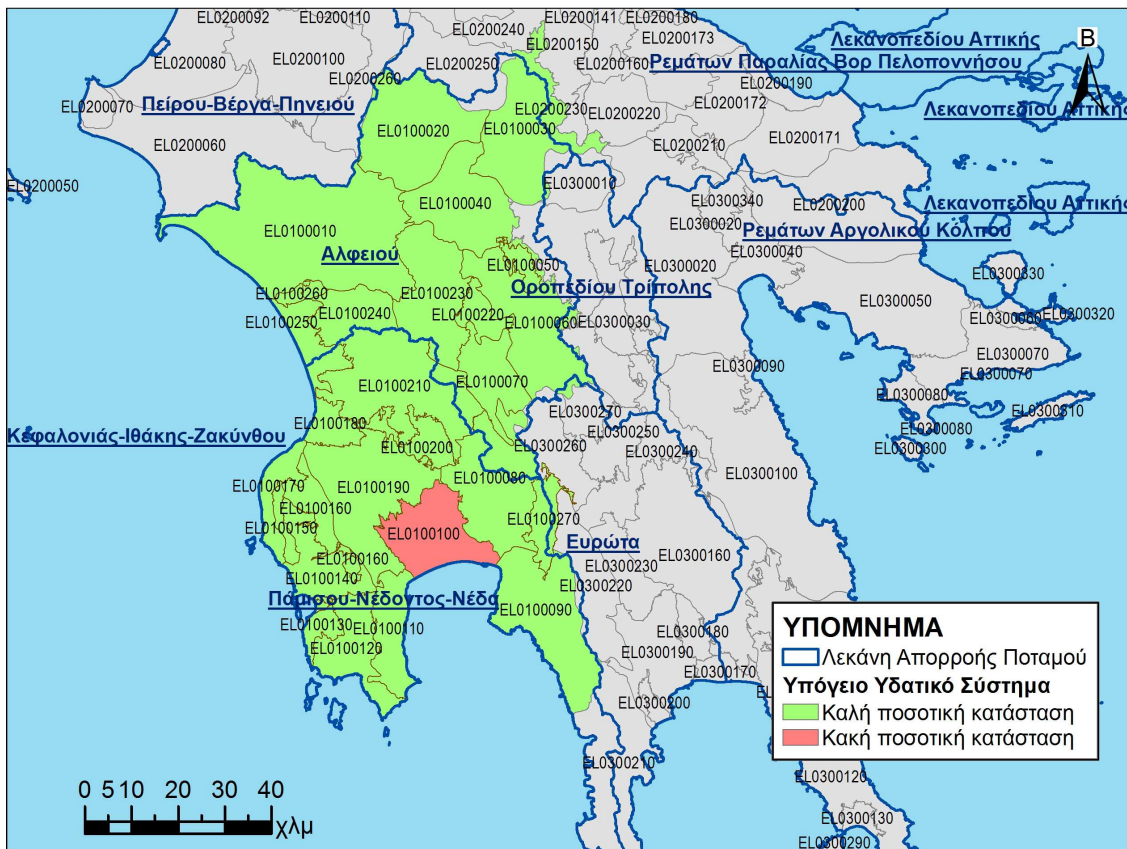 EL0200092
EL0200110
EL0200240
EL0200141
EL0200180
EL0200150
EL0200173
Λεκανοπεδίου Αττικής
Β
EL0200080
EL0200100
EL0200250
EL0200160
Ρεμάτων Παραλίας Βορ Πελοποννήσου
EL0200260
EL0200190
EL0200070
Πείρου-Βέργα-Πηνειού
EL0200230
EL0200172
Λεκανοπεδίου Αττικής
EL0200220
EL0100020
EL0100030
EL0200060
EL0200210
EL0200171
EL0200050
EL0300010
EL0100040
EL0300340
EL0200200
Λεκανοπεδίου Αττικής
EL0100010
EL0300020
Ρεμάτων Αργολικού Κόλπου
Αλφειού
EL0300040
EL0100050
EL0300020
EL0300330
Οροπεδίου Τρίπολης
EL0100260
EL0100230
EL0300050
EL0100240
EL0100220
EL0100250
EL0100060
EL0300030
EL0300060
EL0200320
EL0300070
EL0300090
EL0300070
EL0100210
EL0100070
EL0300080
EL0300270
EL0300310
EL0100180
EL0300250
EL0300080
Κεφαλονιάς-Ιθάκης-Ζακύνθου
EL0100200
EL0300260
EL0300240
EL0300300
EL0300100
EL0100170
EL0100190
EL0100080
EL0100160
EL0100150
EL0100100
EL0100270
Ευρώτα
EL0300160
EL0100160
EL0300230
EL0100140
EL0300220
Πάμισου-Νέδοντος-Νέδα
EL0100090
EL0100130
EL0100110
EL0300180
EL0100120
EL0300190
EL0300170
EL0300200
EL0300210
ΥΠΟΜΝΗΜΑ
Λεκάνη Απορροής Ποταμού
Υπόγειο Υδατικό Σύστημα
Καλή ποσοτική κατάσταση
Κακή ποσοτική κατάσταση
EL0300120
EL0300130
EL0300290
0 5 10 20 30 40
χλμ